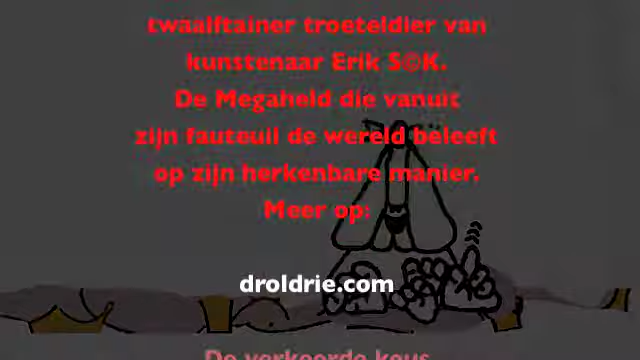 twaalftainer troeteldier van
kunstenaar Erik S©K.
De Megaheld die vanuit
zijn fauteuil de wereld beleeft
op zijn herkenbare manier.
Meer op:
droldrie.com
De verkeerde keus